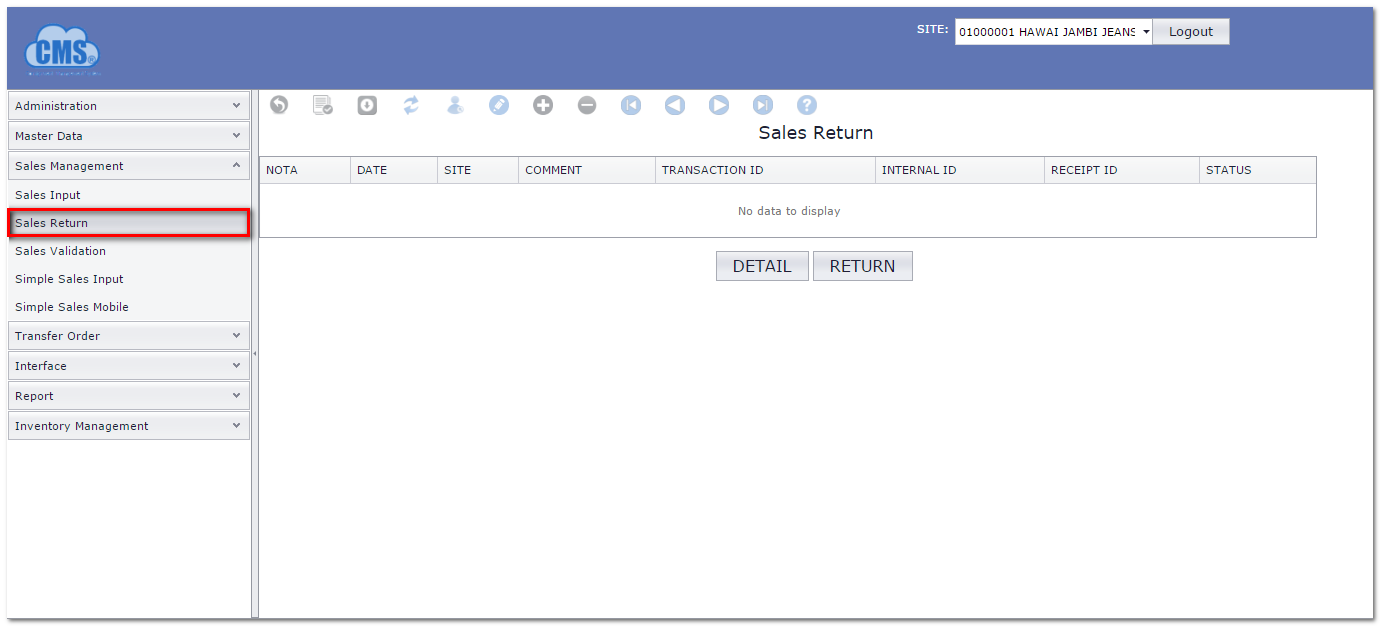 SITE: 01000001 HAWAI JAMBI JEANS Logout
CMS
Administration
Master Data
Sales Management
Sales Input
Sales Return
Sales Validation
Simple Sales Input
Simple Sales Mobile
Transfer Order
Interface
Report
Inventory Management
Sales Return
NOTA DATE SITE COMMENT TRANSACTION ID INTERNAL ID RECEIPT ID STATUS
No data to display
DETAIL RETURN